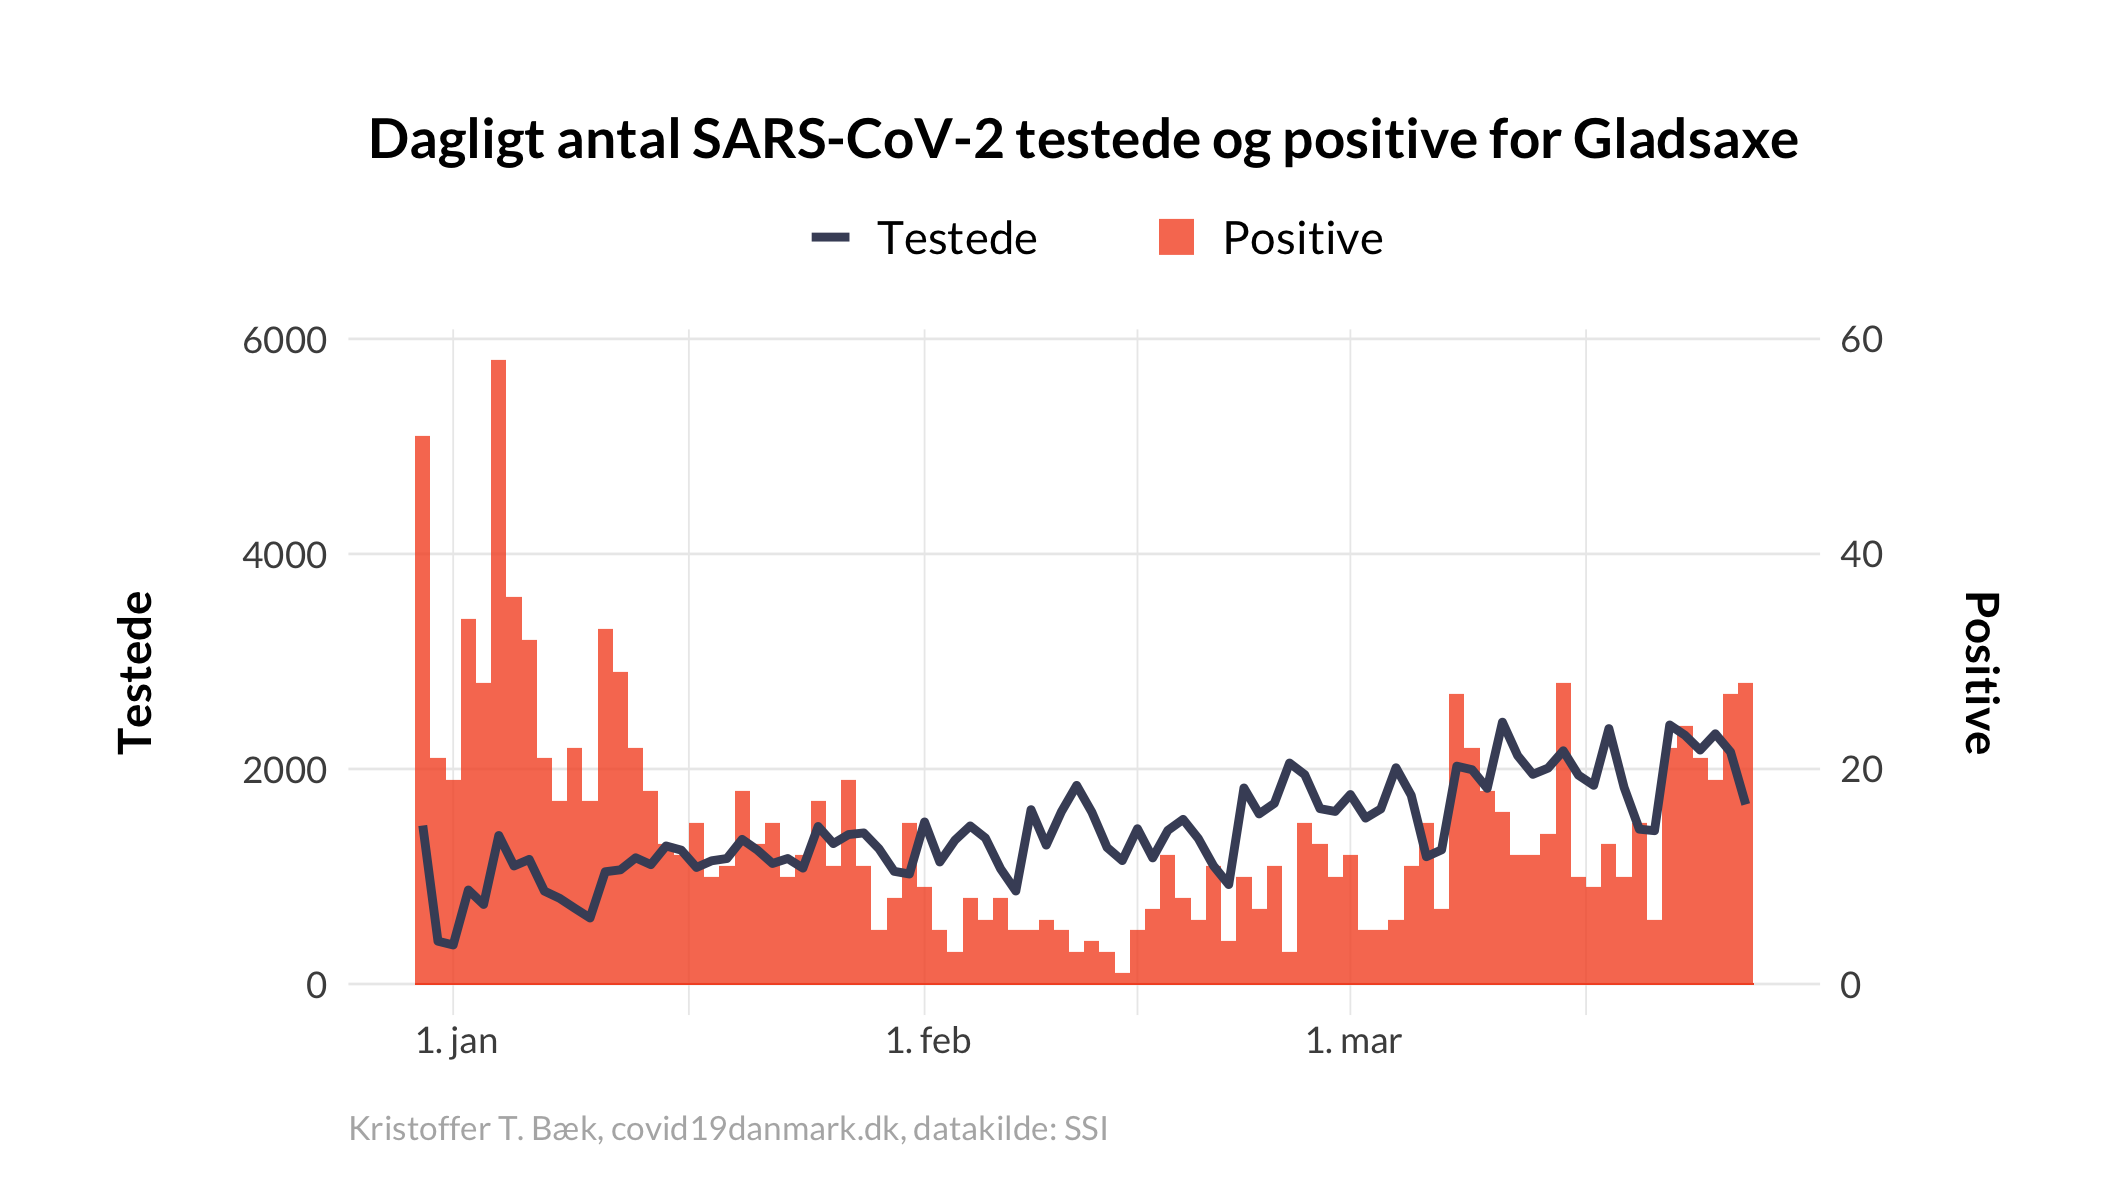 Dagligt antal SARS-CoV-2 testede og positive for Gladsaxe
Testede
Positive
6000
4000
2000
0
60
40
20
0
Testede
Positive
1. jan
1. feb
1. mar
Kristoffer T. Bæk, covid19danmark.dk, datakilde: SSI